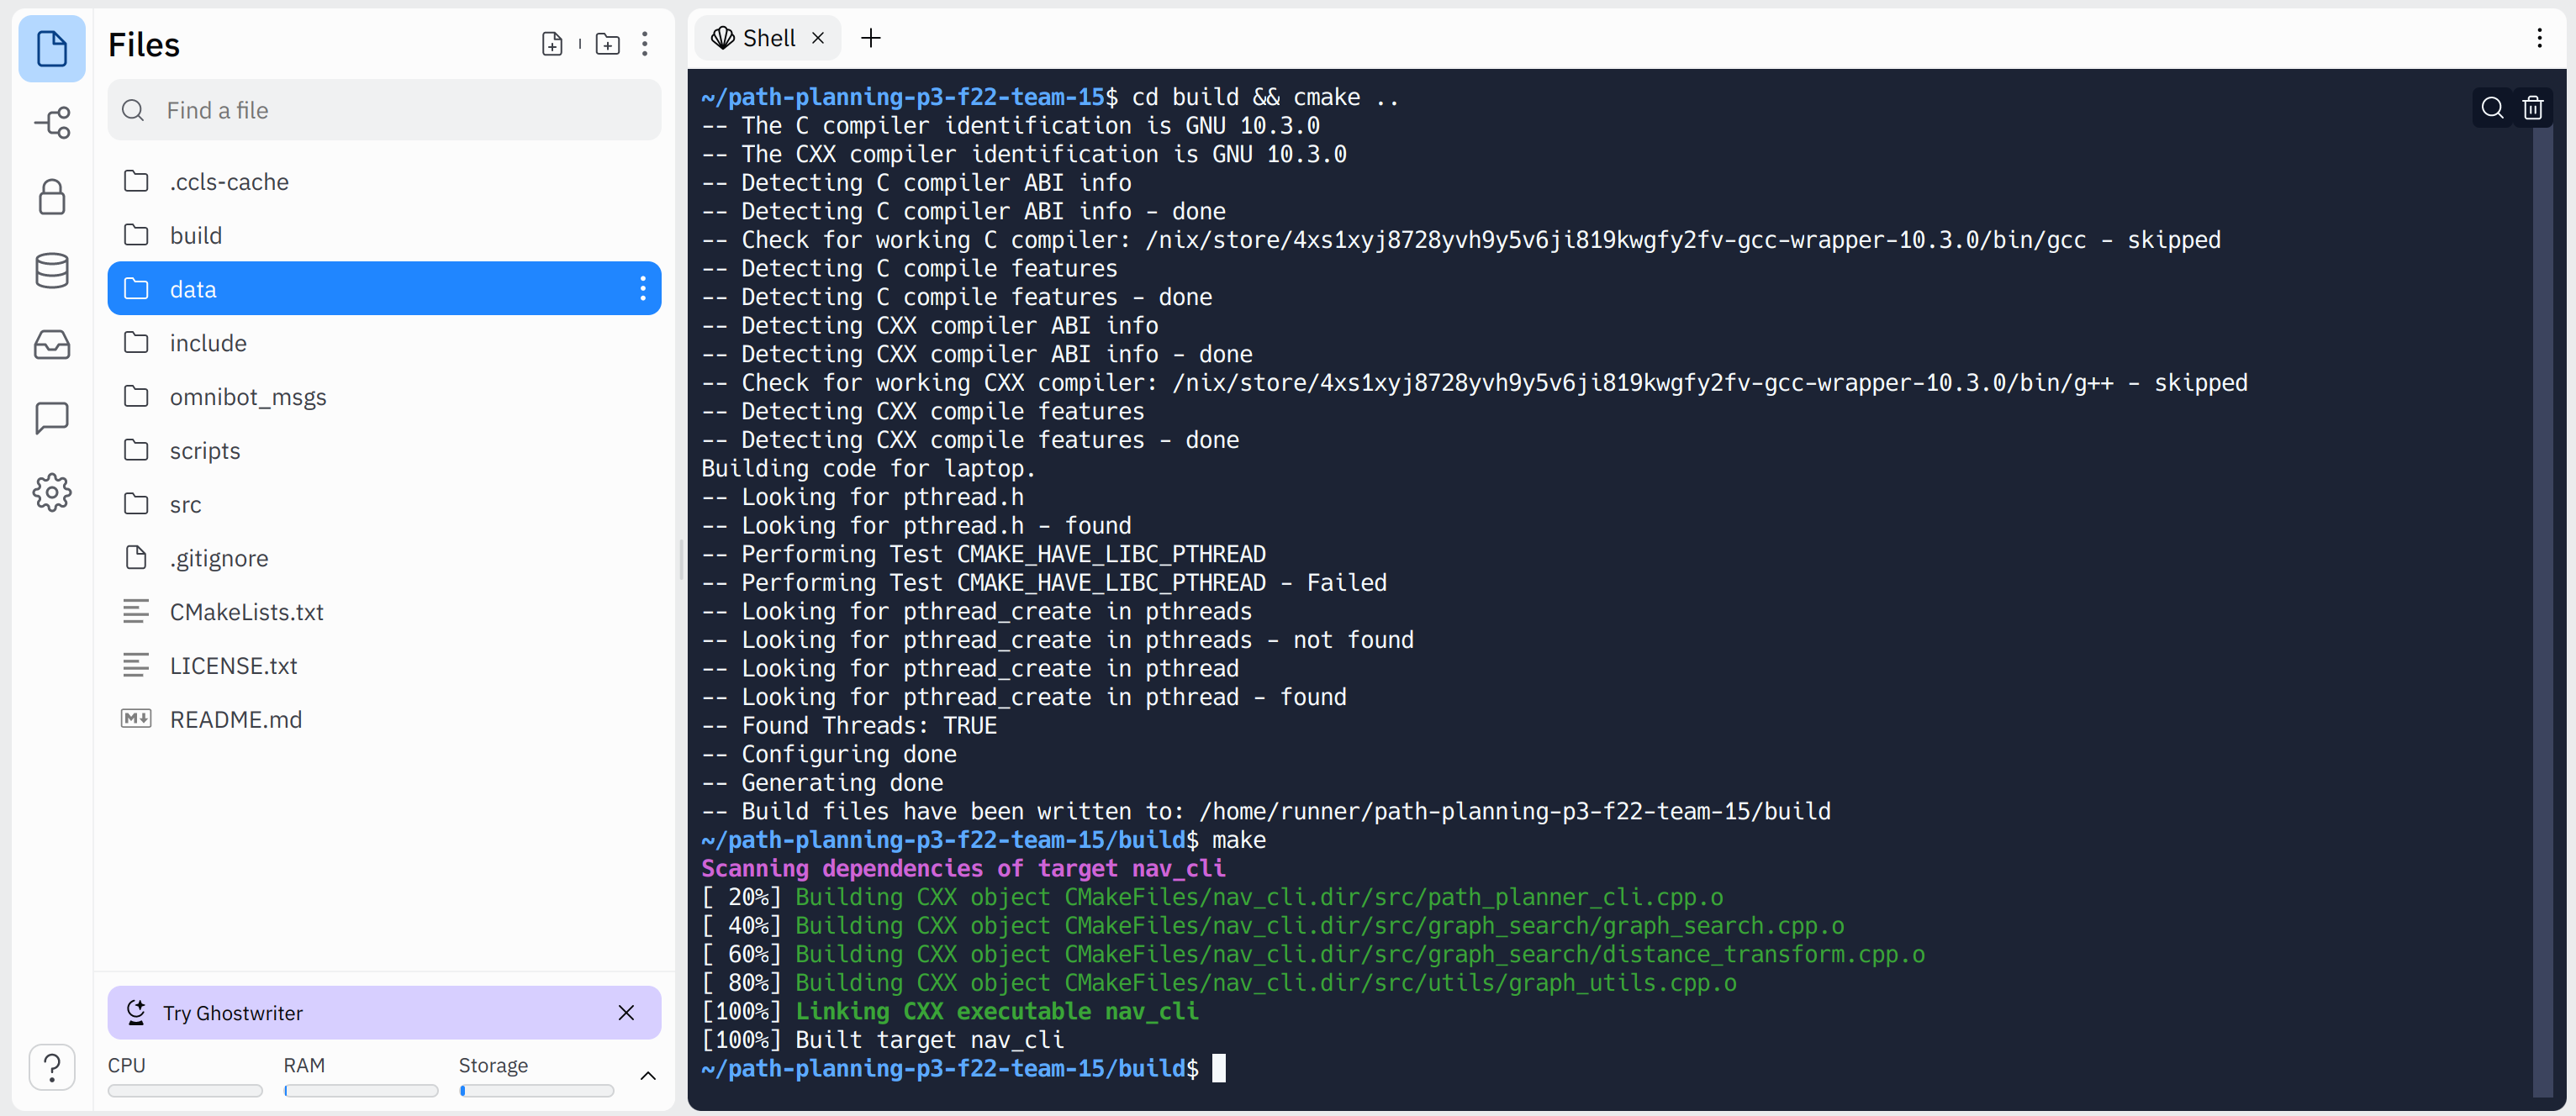 Files
Find a file
.ccls-cache
build
data
include
omnibot_msgs
scripts
src
.gitignore
CMakeLists.txt
LICENSE.txt
M↓ README.md
Try Ghostwriter
CPU RAM Storage
?
Shell
~/path-planning-p3-f22-team-15$ cd build && cmake ..
-- The C compiler identification is GNU 10.3.0
-- The CXX compiler identification is GNU 10.3.0
-- Detecting C compiler ABI info
-- Detecting C compiler ABI info - done
-- Check for working C compiler: /nix/store/4xs1xyj8728yvh9y5v6ji819kwgfy2fv-gcc-wrapper-10.3.0/bin/gcc - skipped
-- Detecting C compile features
-- Detecting C compile features - done
-- Detecting CXX compiler ABI info
-- Detecting CXX compiler ABI info - done
-- Check for working CXX compiler: /nix/store/4xs1xyj8728yvh9y5v6ji819kwgfy2fv-gcc-wrapper-10.3.0/bin/g++ - skipped
-- Detecting CXX compile features
-- Detecting CXX compile features - done
Building code for laptop.
-- Looking for pthread.h
-- Looking for pthread.h - found
-- Performing Test CMAKE_HAVE_LIBC_PTHREAD
-- Performing Test CMAKE_HAVE_LIBC_PTHREAD - Failed
-- Looking for pthread_create in pthreads
-- Looking for pthread_create in pthreads - not found
-- Looking for pthread_create in pthread
-- Looking for pthread_create in pthread - found
-- Found Threads: TRUE
-- Configuring done
-- Generating done
-- Build files have been written to: /home/runner/path-planning-p3-f22-team-15/build
~/path-planning-p3-f22-team-15/build$ make
Scanning dependencies of target nav_cli
[ 20%] Building CXX object CMakeFiles/nav_cli.dir/src/path_planner_cli.cpp.o
[ 40%] Building CXX object CMakeFiles/nav_cli.dir/src/graph_search/graph_search.cpp.o
[ 60%] Building CXX object CMakeFiles/nav_cli.dir/src/graph_search/distance_transform.cpp.o
[ 80%] Building CXX object CMakeFiles/nav_cli.dir/src/utils/graph_utils.cpp.o
[100%] Linking CXX executable nav_cli
[100%] Built target nav_cli
~/path-planning-p3-f22-team-15/build$